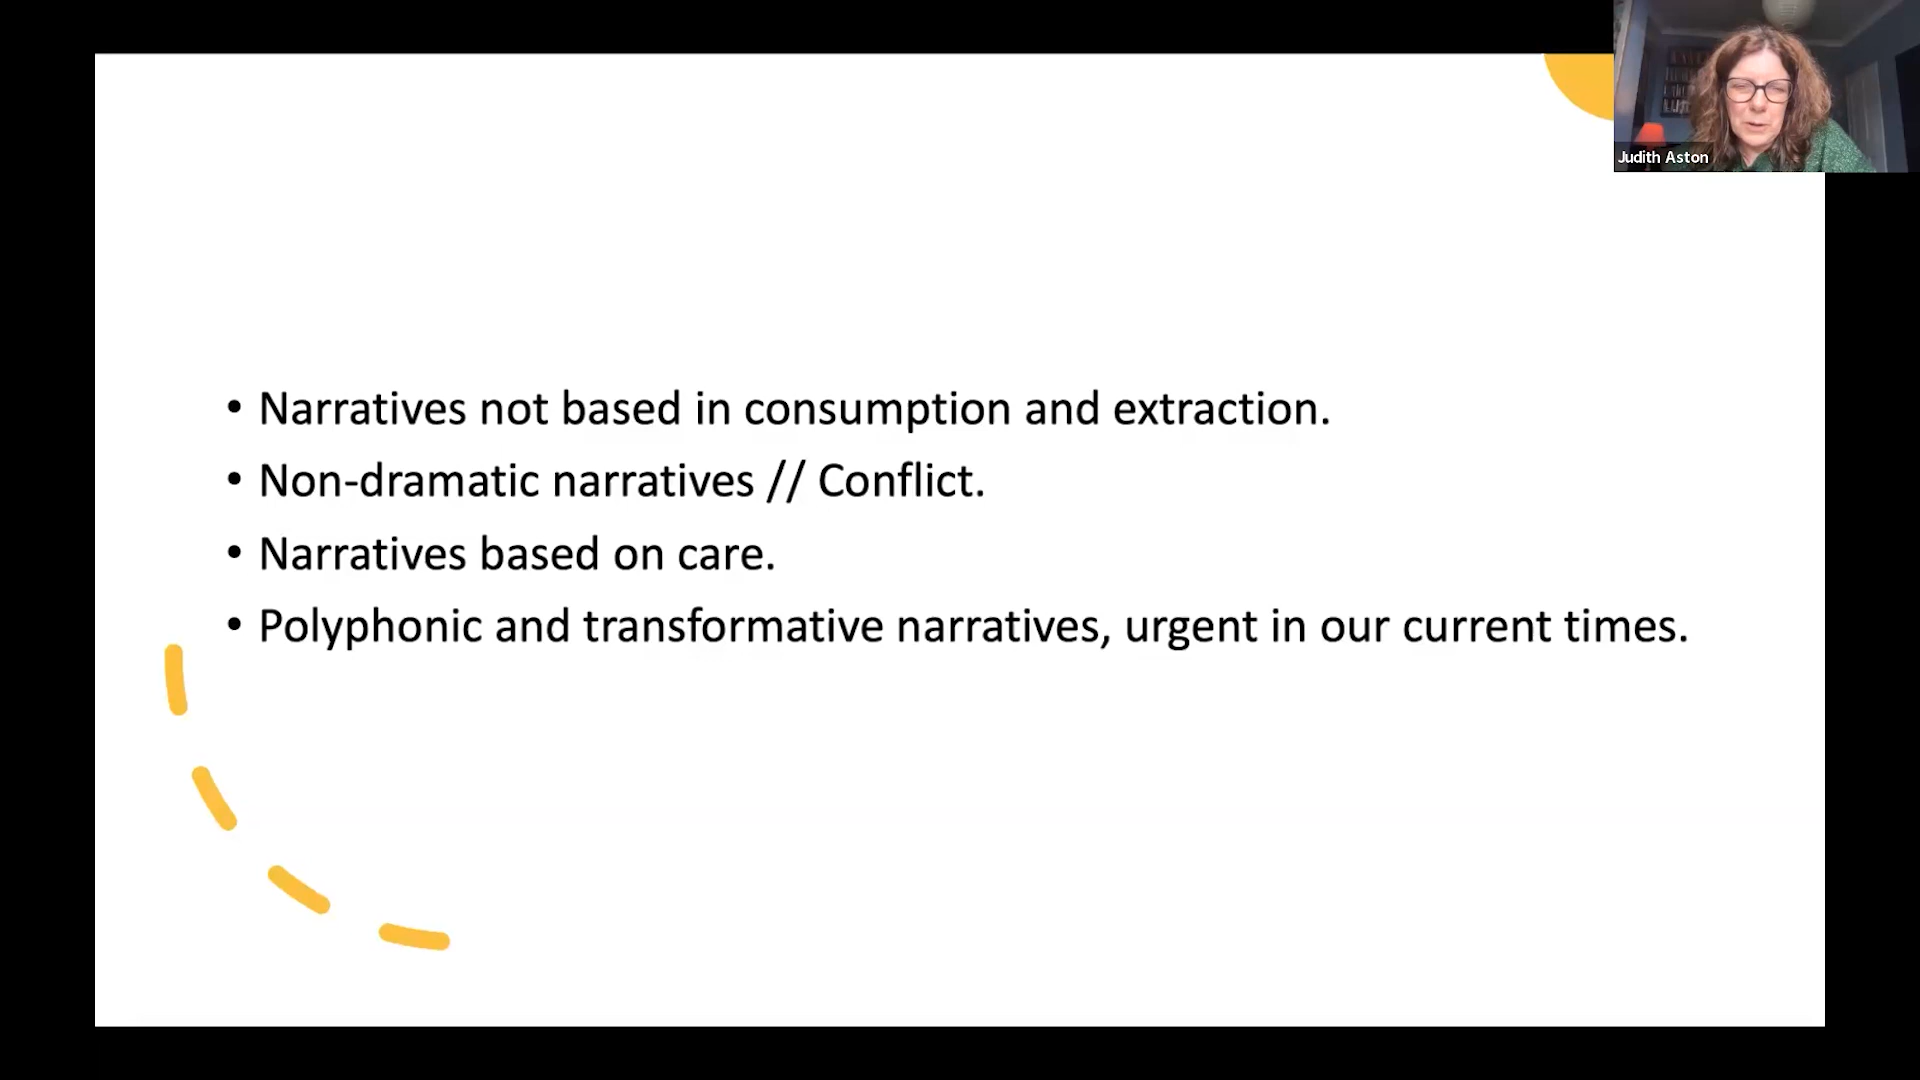 Judith Aston
• Narratives not based in consumption and extraction.
• Non-dramatic narratives // Conflict.
• Narratives based on care.
• Polyphonic and transformative narratives, urgent in our current times.